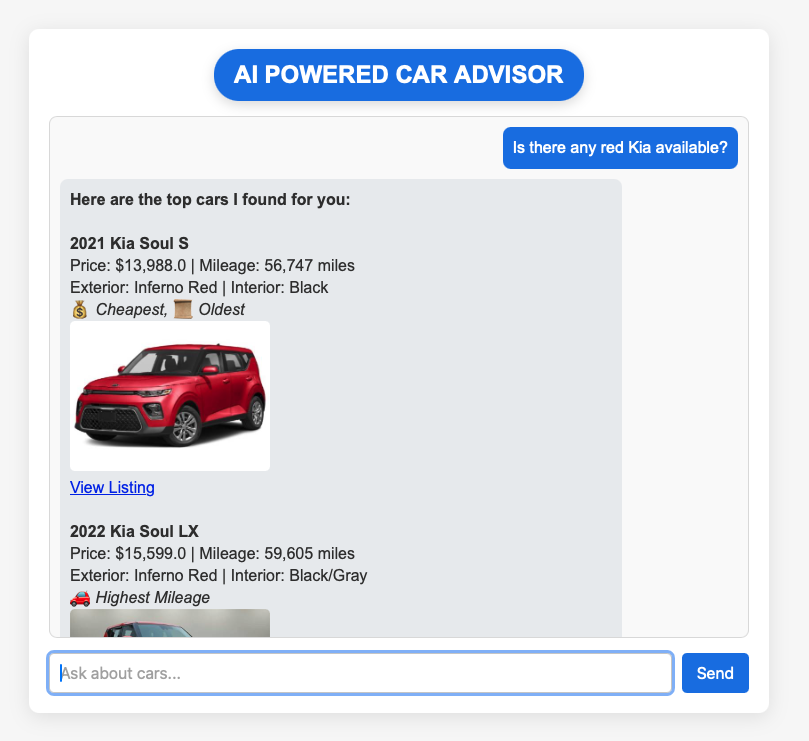 AI POWERED CAR ADVISOR
Is there any red Kia available?
Here are the top cars I found for you:
2021 Kia Soul S
Price: $13,988.0 | Mileage: 56,747 miles
Exterior: Inferno Red | Interior: Black
💰 Cheapest, 📜 Oldest
View Listing
2022 Kia Soul LX
Price: $15,599.0 | Mileage: 59,605 miles
Exterior: Inferno Red | Interior: Black/Gray
🚗 Highest Mileage
Ask about cars...
Send